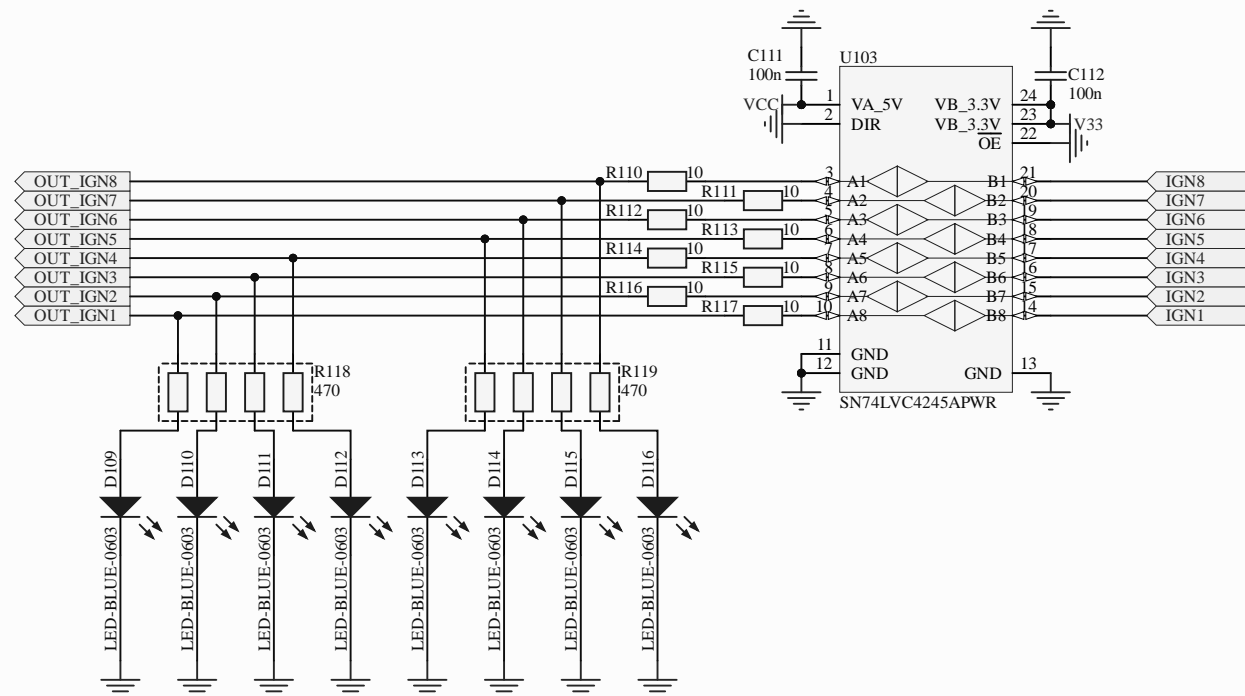 C111
100n
U103
C112
100n
VCC
1
VA_5V
VB_3.3V
24
2
DIR
VB_3.3V
23
V33
OE
22
OUT_IGN8
R110
10
3
A1
B1
21
IGN8
OUT_IGN7
R111
10
4
A2
B2
20
IGN7
OUT_IGN6
R112
10
5
A3
B3
9
IGN6
OUT_IGN5
R113
10
6
A4
B4
8
IGN5
OUT_IGN4
R114
10
7
A5
B5
7
IGN4
OUT_IGN3
R115
10
8
A6
B6
6
IGN3
OUT_IGN2
R116
10
9
A7
B7
5
IGN2
OUT_IGN1
R117
10
10
A8
B8
4
IGN1
11
GND
12
GND
GND
13
SN74LVC4245APWR
R118
470
R119
470
D109
D110
D111
D112
D113
D114
D115
D116
LED-BLUE-0603
LED-BLUE-0603
LED-BLUE-0603
LED-BLUE-0603
LED-BLUE-0603
LED-BLUE-0603
LED-BLUE-0603
LED-BLUE-0603